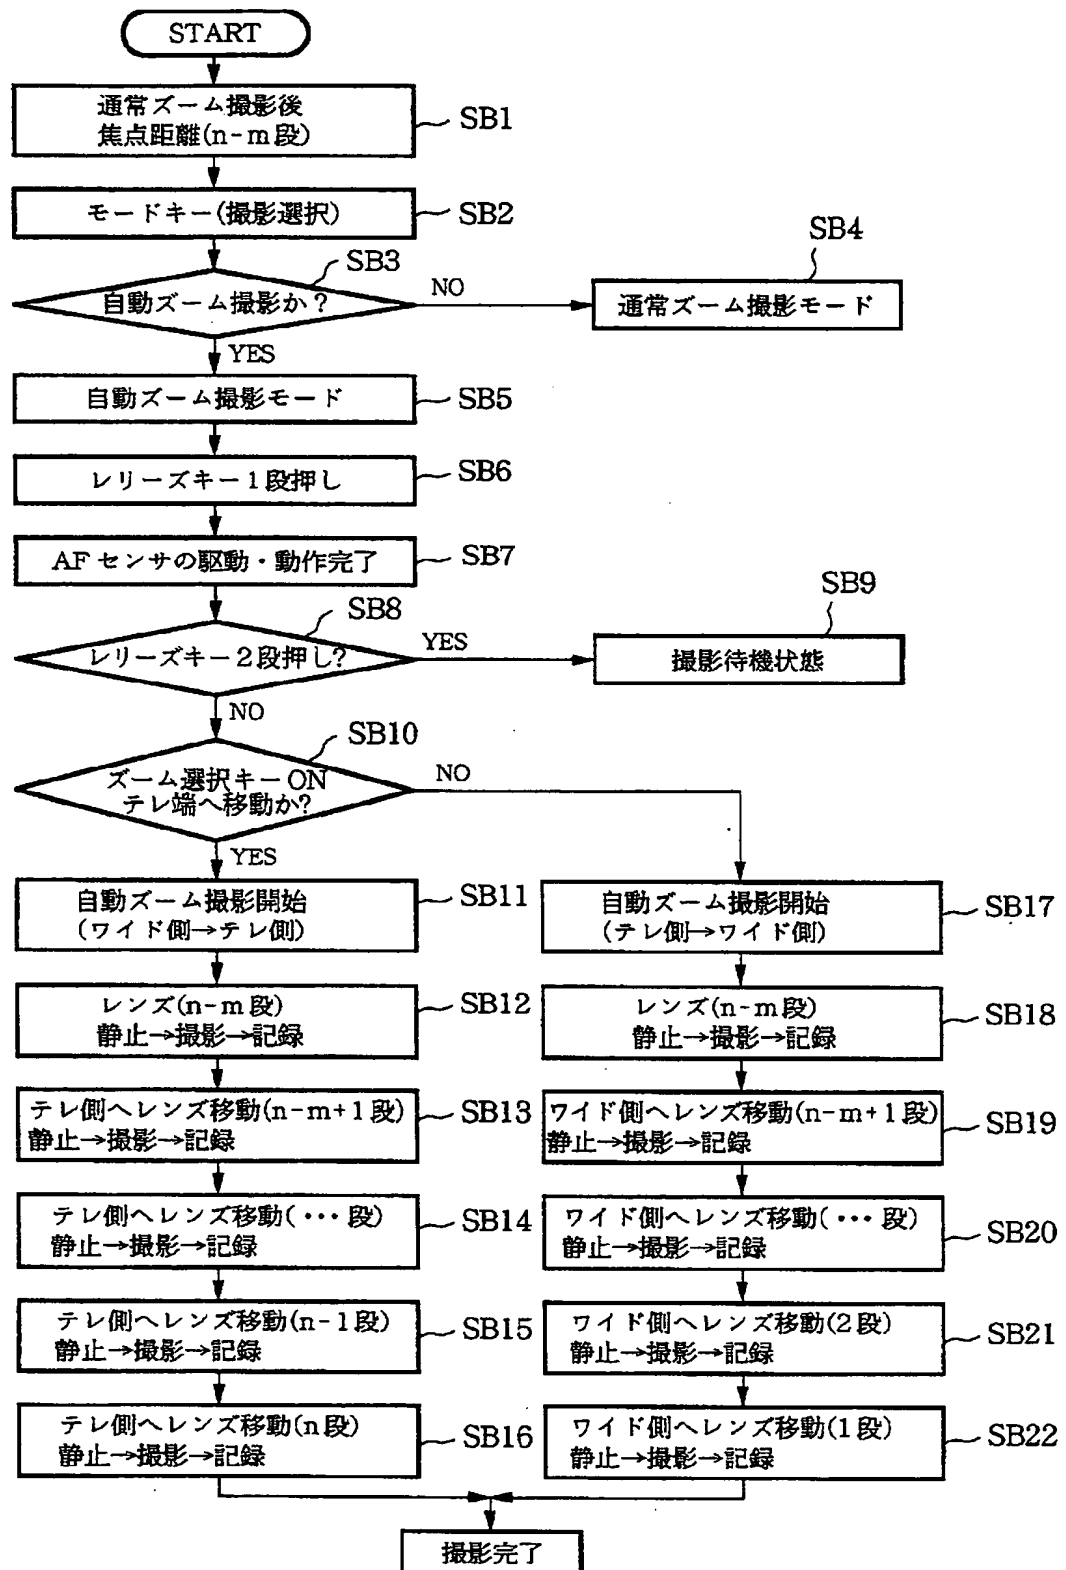 START
通常ズーム撮影後
焦点距離(n-m段)
SB1
モードキー(撮影選択)
SB2
SB3
自動ズーム撮影か?
NO
SB4
通常ズーム撮影モード
YES
自動ズーム撮影モード
SB5
レリーズキー1段押し
SB6
AFセンサの駆動・動作完了
SB7
SB8
レリーズキー2段押し?
YES
SB9
撮影待機状態
NO
SB10
ズーム選択キーON
テレ端へ移動か?
NO
YES
自動ズーム撮影開始
(ワイド側→テレ側)
SB11
自動ズーム撮影開始
(テレ側→ワイド側)
SB17
レンズ(n-m段)
静止→撮影→記録
SB12
レンズ(n-m段)
静止→撮影→記録
SB18
テレ側へレンズ移動(n-m+1段)
静止→撮影→記録
SB13
ワイド側へレンズ移動(n-m+1段)
静止→撮影→記録
SB19
テレ側へレンズ移動(・・・段)
静止→撮影→記録
SB14
ワイド側へレンズ移動(・・・段)
静止→撮影→記録
SB20
テレ側へレンズ移動(n-1段)
静止→撮影→記録
SB15
ワイド側へレンズ移動(2段)
静止→撮影→記録
SB21
テレ側へレンズ移動(n段)
静止→撮影→記録
SB16
ワイド側へレンズ移動(1段)
静止→撮影→記録
SB22
撮影完了